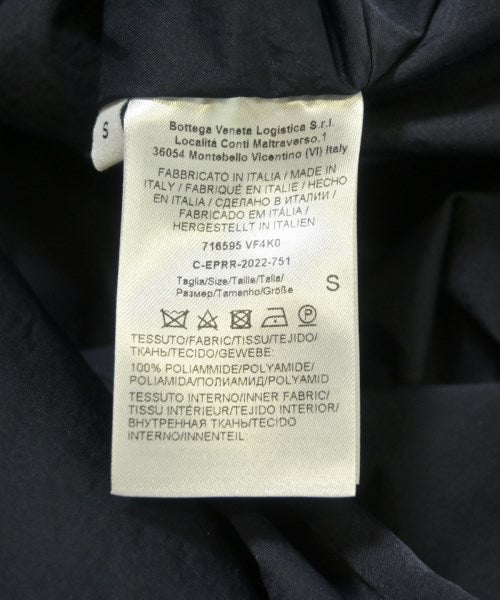 S
Bottega Veneta Logistica S.r.l.
Località Conti Maltraverso,1
36054 Montebello Vicentino (VI) Italy
FABBRICATO IN ITALIA / MADE IN
ITALY / FABRIQUÉ EN ITALIE / HECHO
EN ITALIA / СДЕЛАНО В ИТАЛИИ /
FABRICADO EM ITÁLIA /
HERGESTELLT IN ITALIEN
716595 VF4K0
C-EPRR-2022-751
Taglia/Size/Taille/Talla/
Размер/Tamanho/Größe
S
P
TESSUTO/FABRIC/TISSU/TEJIDO/
ТКАНЬ/TECIDO/GEWEBE:
100% POLIAMMIDE/POLYAMIDE/
POLIAMIDA/ПОЛИАМИД/POLYAMID
TESSUTO INTERNO/INNER FABRIC/
TISSU INTÉRIEUR/TEJIDO INTERIOR/
ВНУТРЕННАЯ ТКАНЬ/TECIDO
INTERNO/INNENTEIL